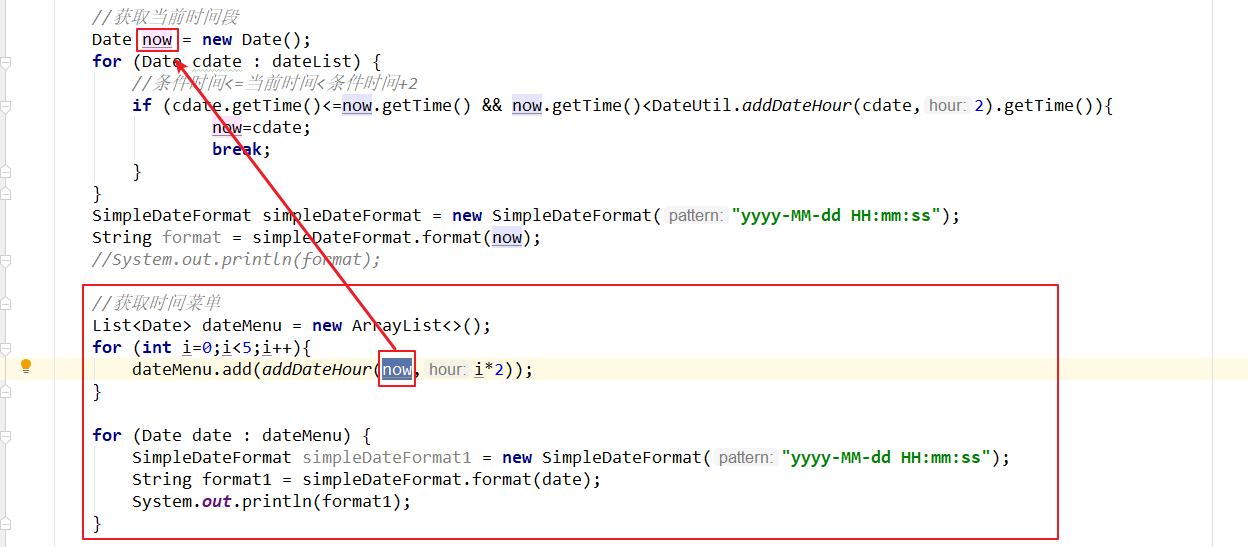 //获取当前时间段
Date now = new Date();
for (Date cdate : dateList) {
//条件时间<=当前时间<条件时间+2
if (cdate.getTime()<=now.getTime() && now.getTime()<DateUtil.addDateHour(cdate, hour: 2).getTime()){
now=cdate;
break;
}
}
SimpleDateFormat simpleDateFormat = new SimpleDateFormat( pattern: "yyyy-MM-dd HH:mm:ss");
String format = simpleDateFormat.format(now);
//System.out.println(format);
//获取时间菜单
List<Date> dateMenu = new ArrayList<>();
for (int i=0;i<5;i++){
dateMenu.add(addDateHour(now, hour: i*2));
}
for (Date date : dateMenu) {
SimpleDateFormat simpleDateFormat1 = new SimpleDateFormat( pattern: "yyyy-MM-dd HH:mm:ss");
String format1 = simpleDateFormat.format(date);
System.out.println(format1);
}